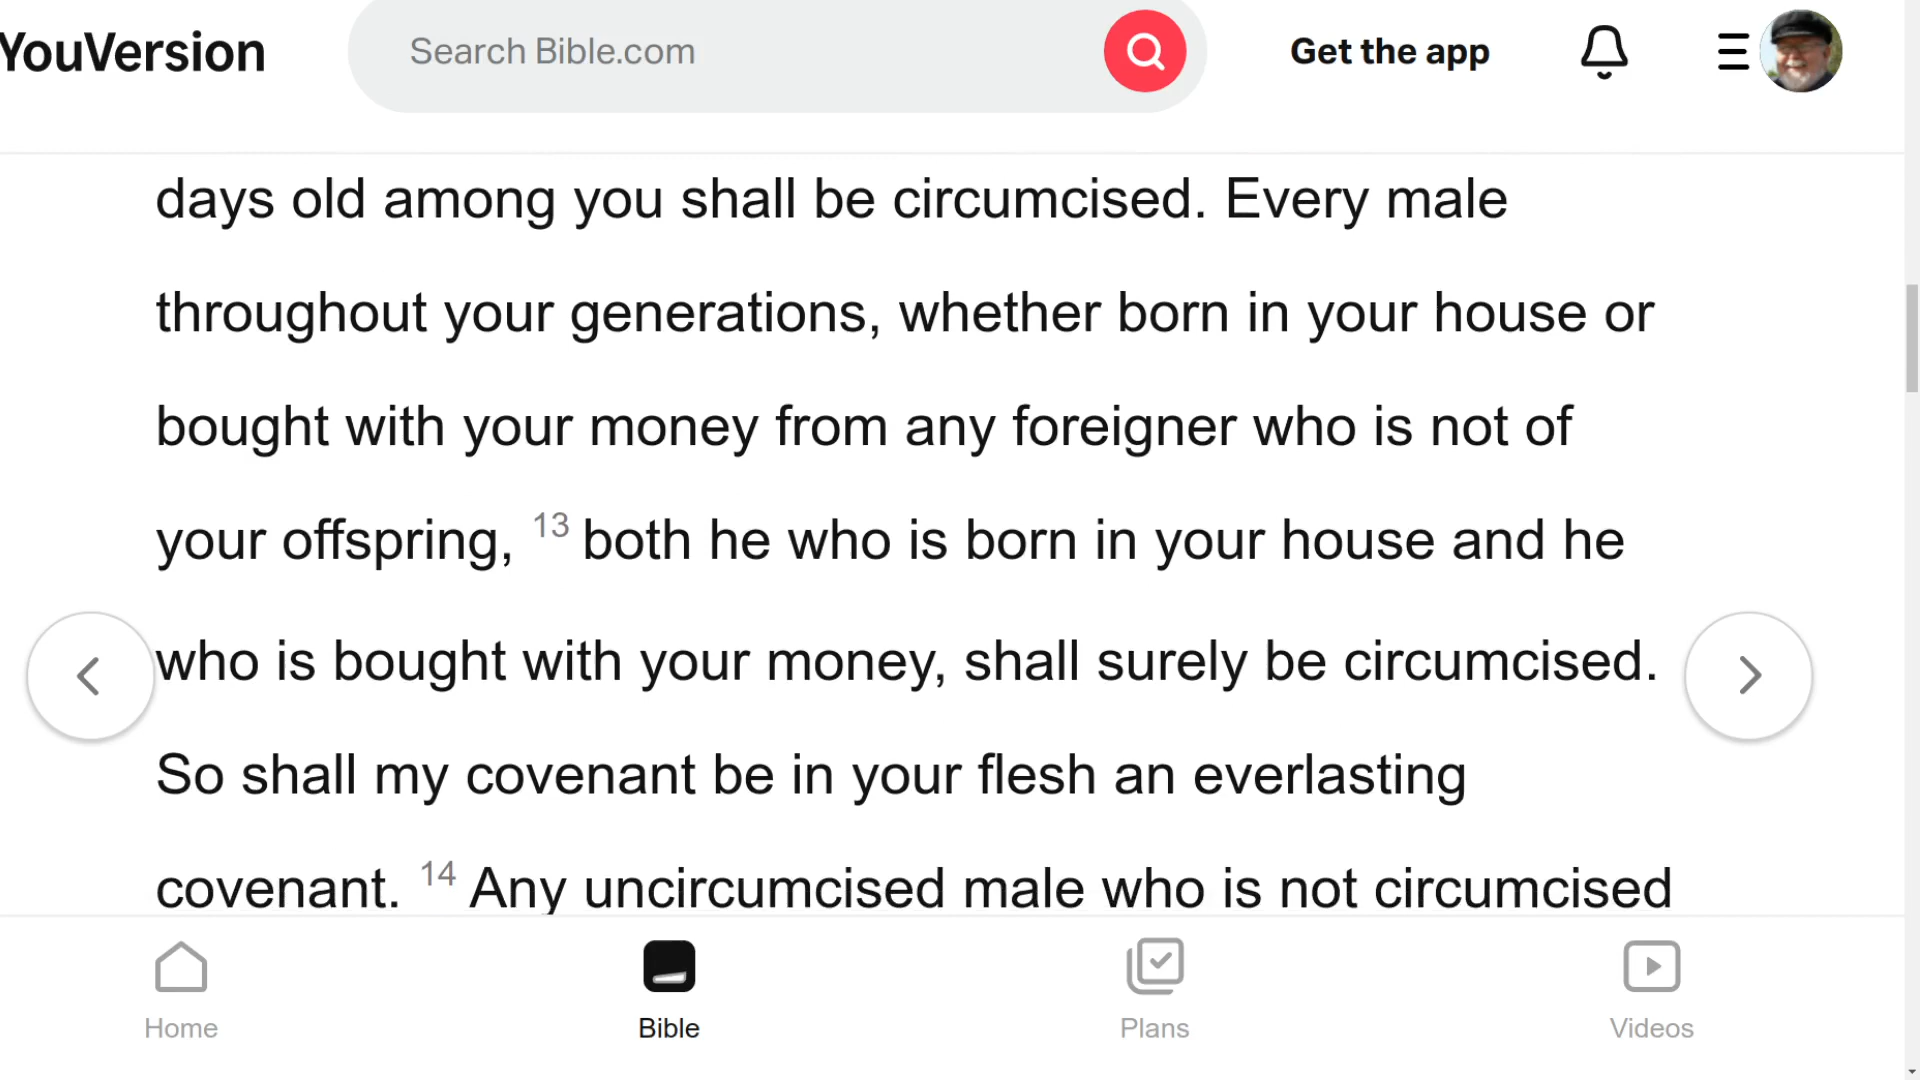 YouVersion
Search Bible.com
Get the app
days old among you shall be circumcised. Every male
throughout your generations, whether born in your house or
bought with your money from any foreigner who is not of
your offspring, 13 both he who is born in your house and he
who is bought with your money, shall surely be circumcised.
So shall my covenant be in your flesh an everlasting
covenant. 14 Any uncircumcised male who is not circumcised
Home
Bible
Plans
Videos